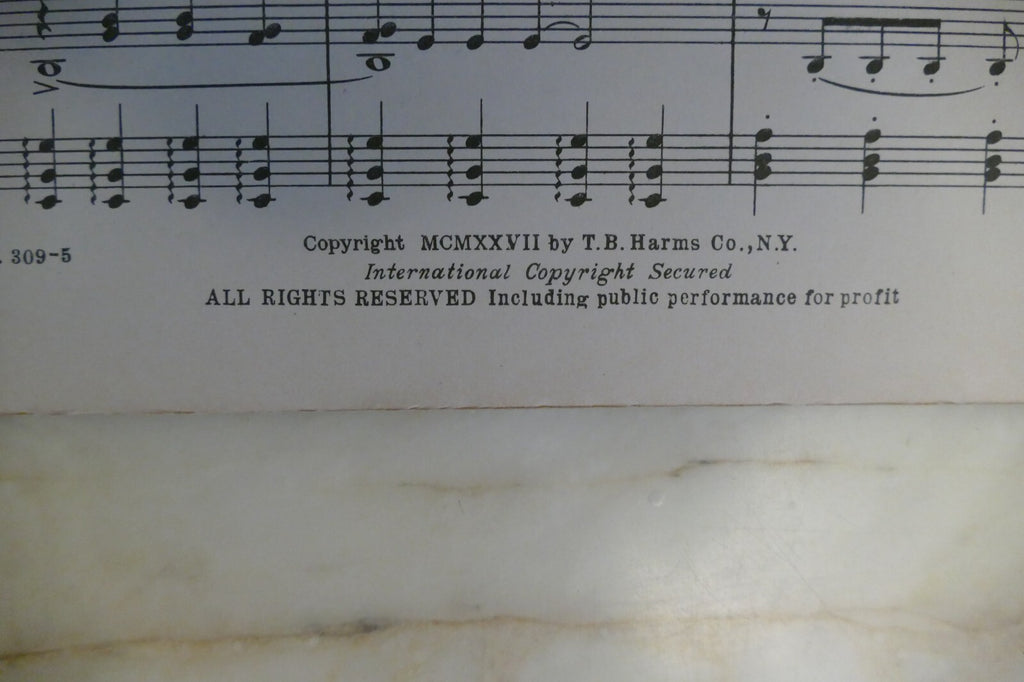 Copyright MCMXXVII by T.B. Harms Co., N.Y.
. 309-5
International Copyright Secured
ALL RIGHTS RESERVED Including public performance for profit